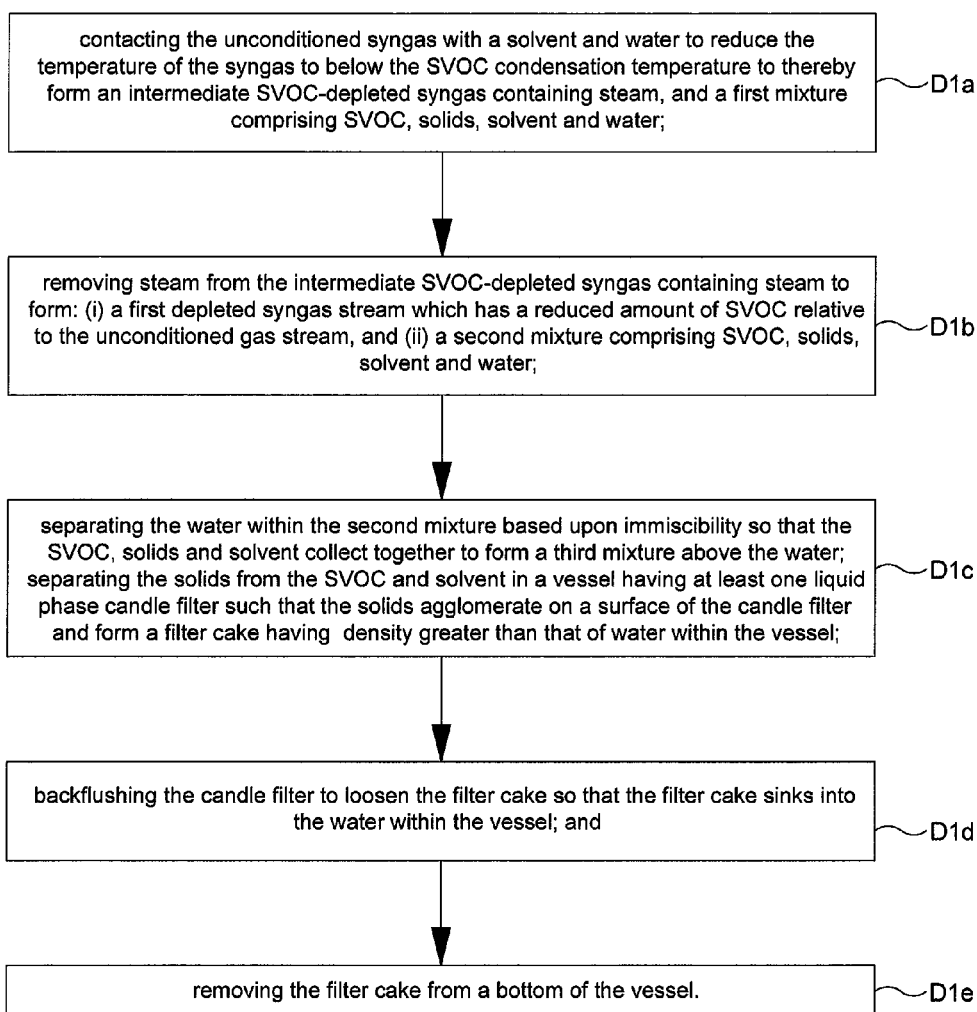 contacting the unconditioned syngas with a solvent and water to reduce the
temperature of the syngas to below the SVOC condensation temperature to thereby
form an intermediate SVOC-depleted syngas containing steam, and a first mixture
comprising SVOC, solids, solvent and water;
D1a
removing steam from the intermediate SVOC-depleted syngas containing steam to
form: (i) a first depleted syngas stream which has a reduced amount of SVOC relative
to the unconditioned gas stream, and (ii) a second mixture comprising SVOC, solids,
solvent and water;
D1b
separating the water within the second mixture based upon immiscibility so that the
SVOC, solids and solvent collect together to form a third mixture above the water;
separating the solids from the SVOC and solvent in a vessel having at least one liquid
phase candle filter such that the solids agglomerate on a surface of the candle filter
and form a filter cake having density greater than that of water within the vessel;
D1c
backflushing the candle filter to loosen the filter cake so that the filter cake sinks into
the water within the vessel; and
D1d
removing the filter cake from a bottom of the vessel.
D1e